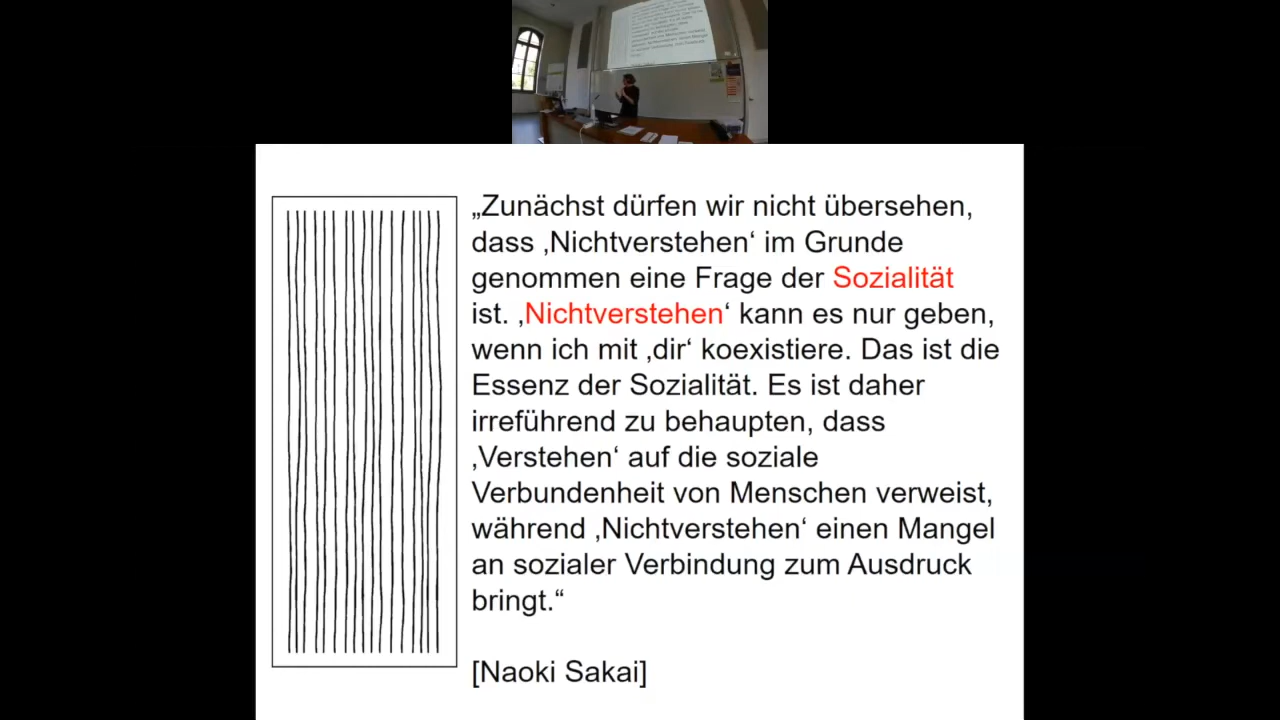 „Zunächst dürfen wir nicht übersehen,
dass ‚Nichtverstehen‘ im Grunde
genommen eine Frage der Sozialität
ist. ‚Nichtverstehen‘ kann es nur geben,
wenn ich mit ‚dir‘ koexistiere. Das ist die
Essenz der Sozialität. Es ist daher
irreführend zu behaupten, dass
‚Verstehen‘ auf die soziale
Verbundenheit von Menschen verweist,
während ‚Nichtverstehen‘ einen Mangel
an sozialer Verbindung zum Ausdruck
bringt.“
[Naoki Sakai]